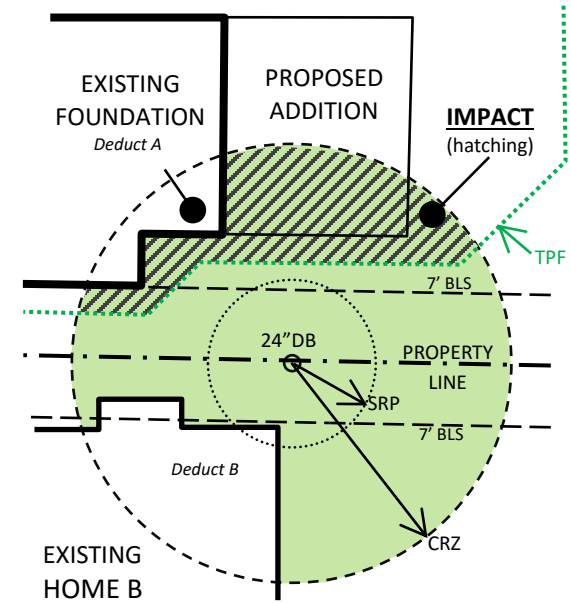 EXISTING
FOUNDATION
Deduct A
PROPOSED
ADDITION
IMPACT
(hatching)
TPF
7’ BLS
24”DB
PROPERTY
LINE
SRP
7’ BLS
Deduct B
CRZ
EXISTING
HOME B